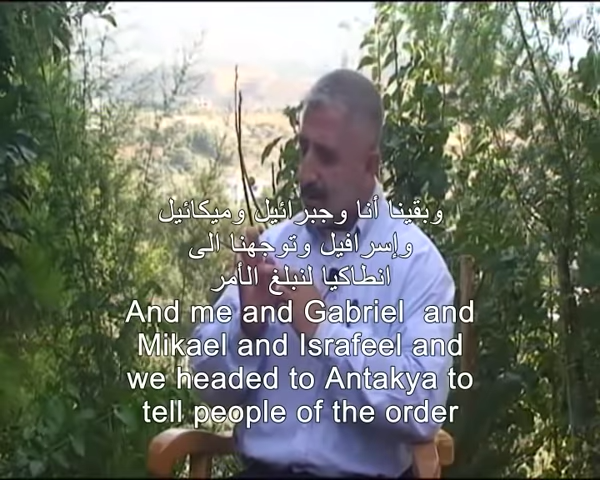 وبقينا أنا وجبرائيل وميكائيل
وإسرافيل وتوجهنا الى
انطاكيا لنبلغ الأمر
And me and Gabriel and
Mikael and Israfeel and
we headed to Antakya to
tell people of the order